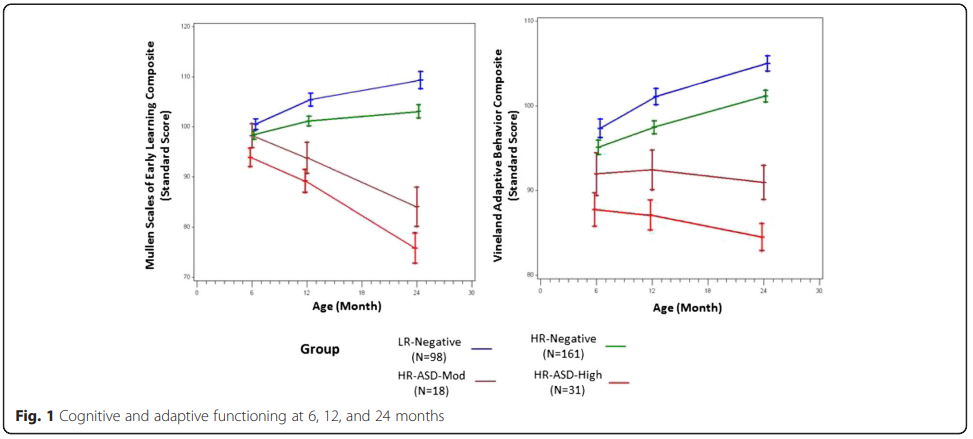 Mullen Scales of Early Learning Composite
(Standard Score)
120
110
100
90
80
70
0
6
12
18
24
30
Age (Month)
Vineland Adaptive Behavior Composite
(Standard Score)
110
100
90
80
0
6
12
18
24
30
Age (Month)
Group
LR-Negative
(N=98)
HR-Negative
(N=161)
HR-ASD-Mod
(N=18)
HR-ASD-High
(N=31)
Fig. 1 Cognitive and adaptive functioning at 6, 12, and 24 months